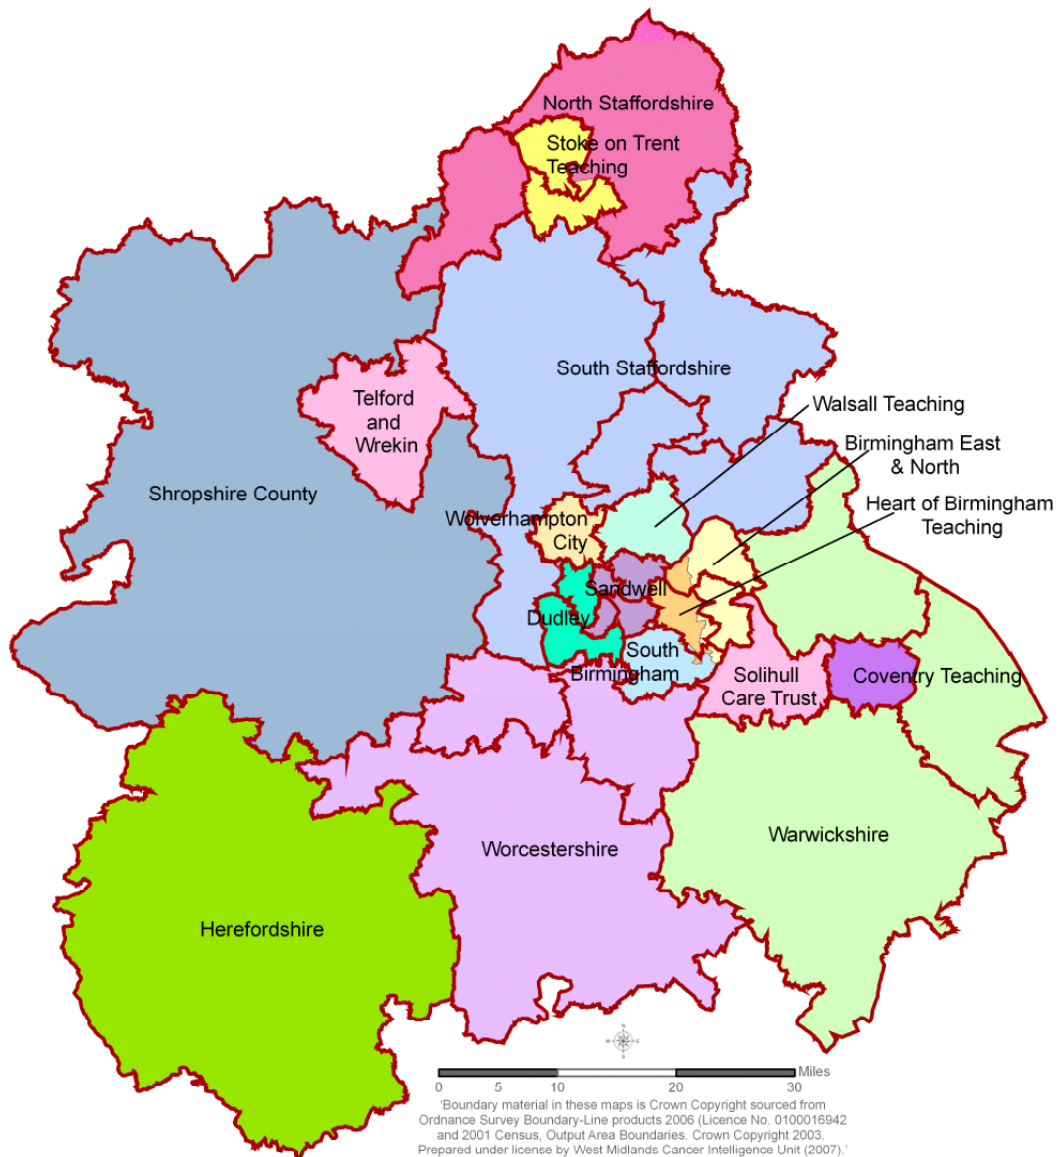 North Staffordshire
Stoke on Trent
Teaching
South Staffordshire
Telford
and
Wrekin
Walsall Teaching
Birmingham East
& North
Shropshire County
Heart of Birmingham
Teaching
Wolverhampton
City
Sandwell
Dudley
South
Birmingham
Solihull
Care Trust
Coventry Teaching
Warwickshire
Worcestershire
Herefordshire
N
W E
S
Miles
0 5 10 20 30
'Boundary material in these maps is Crown Copyright sourced from
Ordnance Survey Boundary-Line products 2006 (Licence No. 0100016942
and 2001 Census, Output Area Boundaries. Crown Copyright 2003.
Prepared under license by West Midlands Cancer Intelligence Unit (2007).'